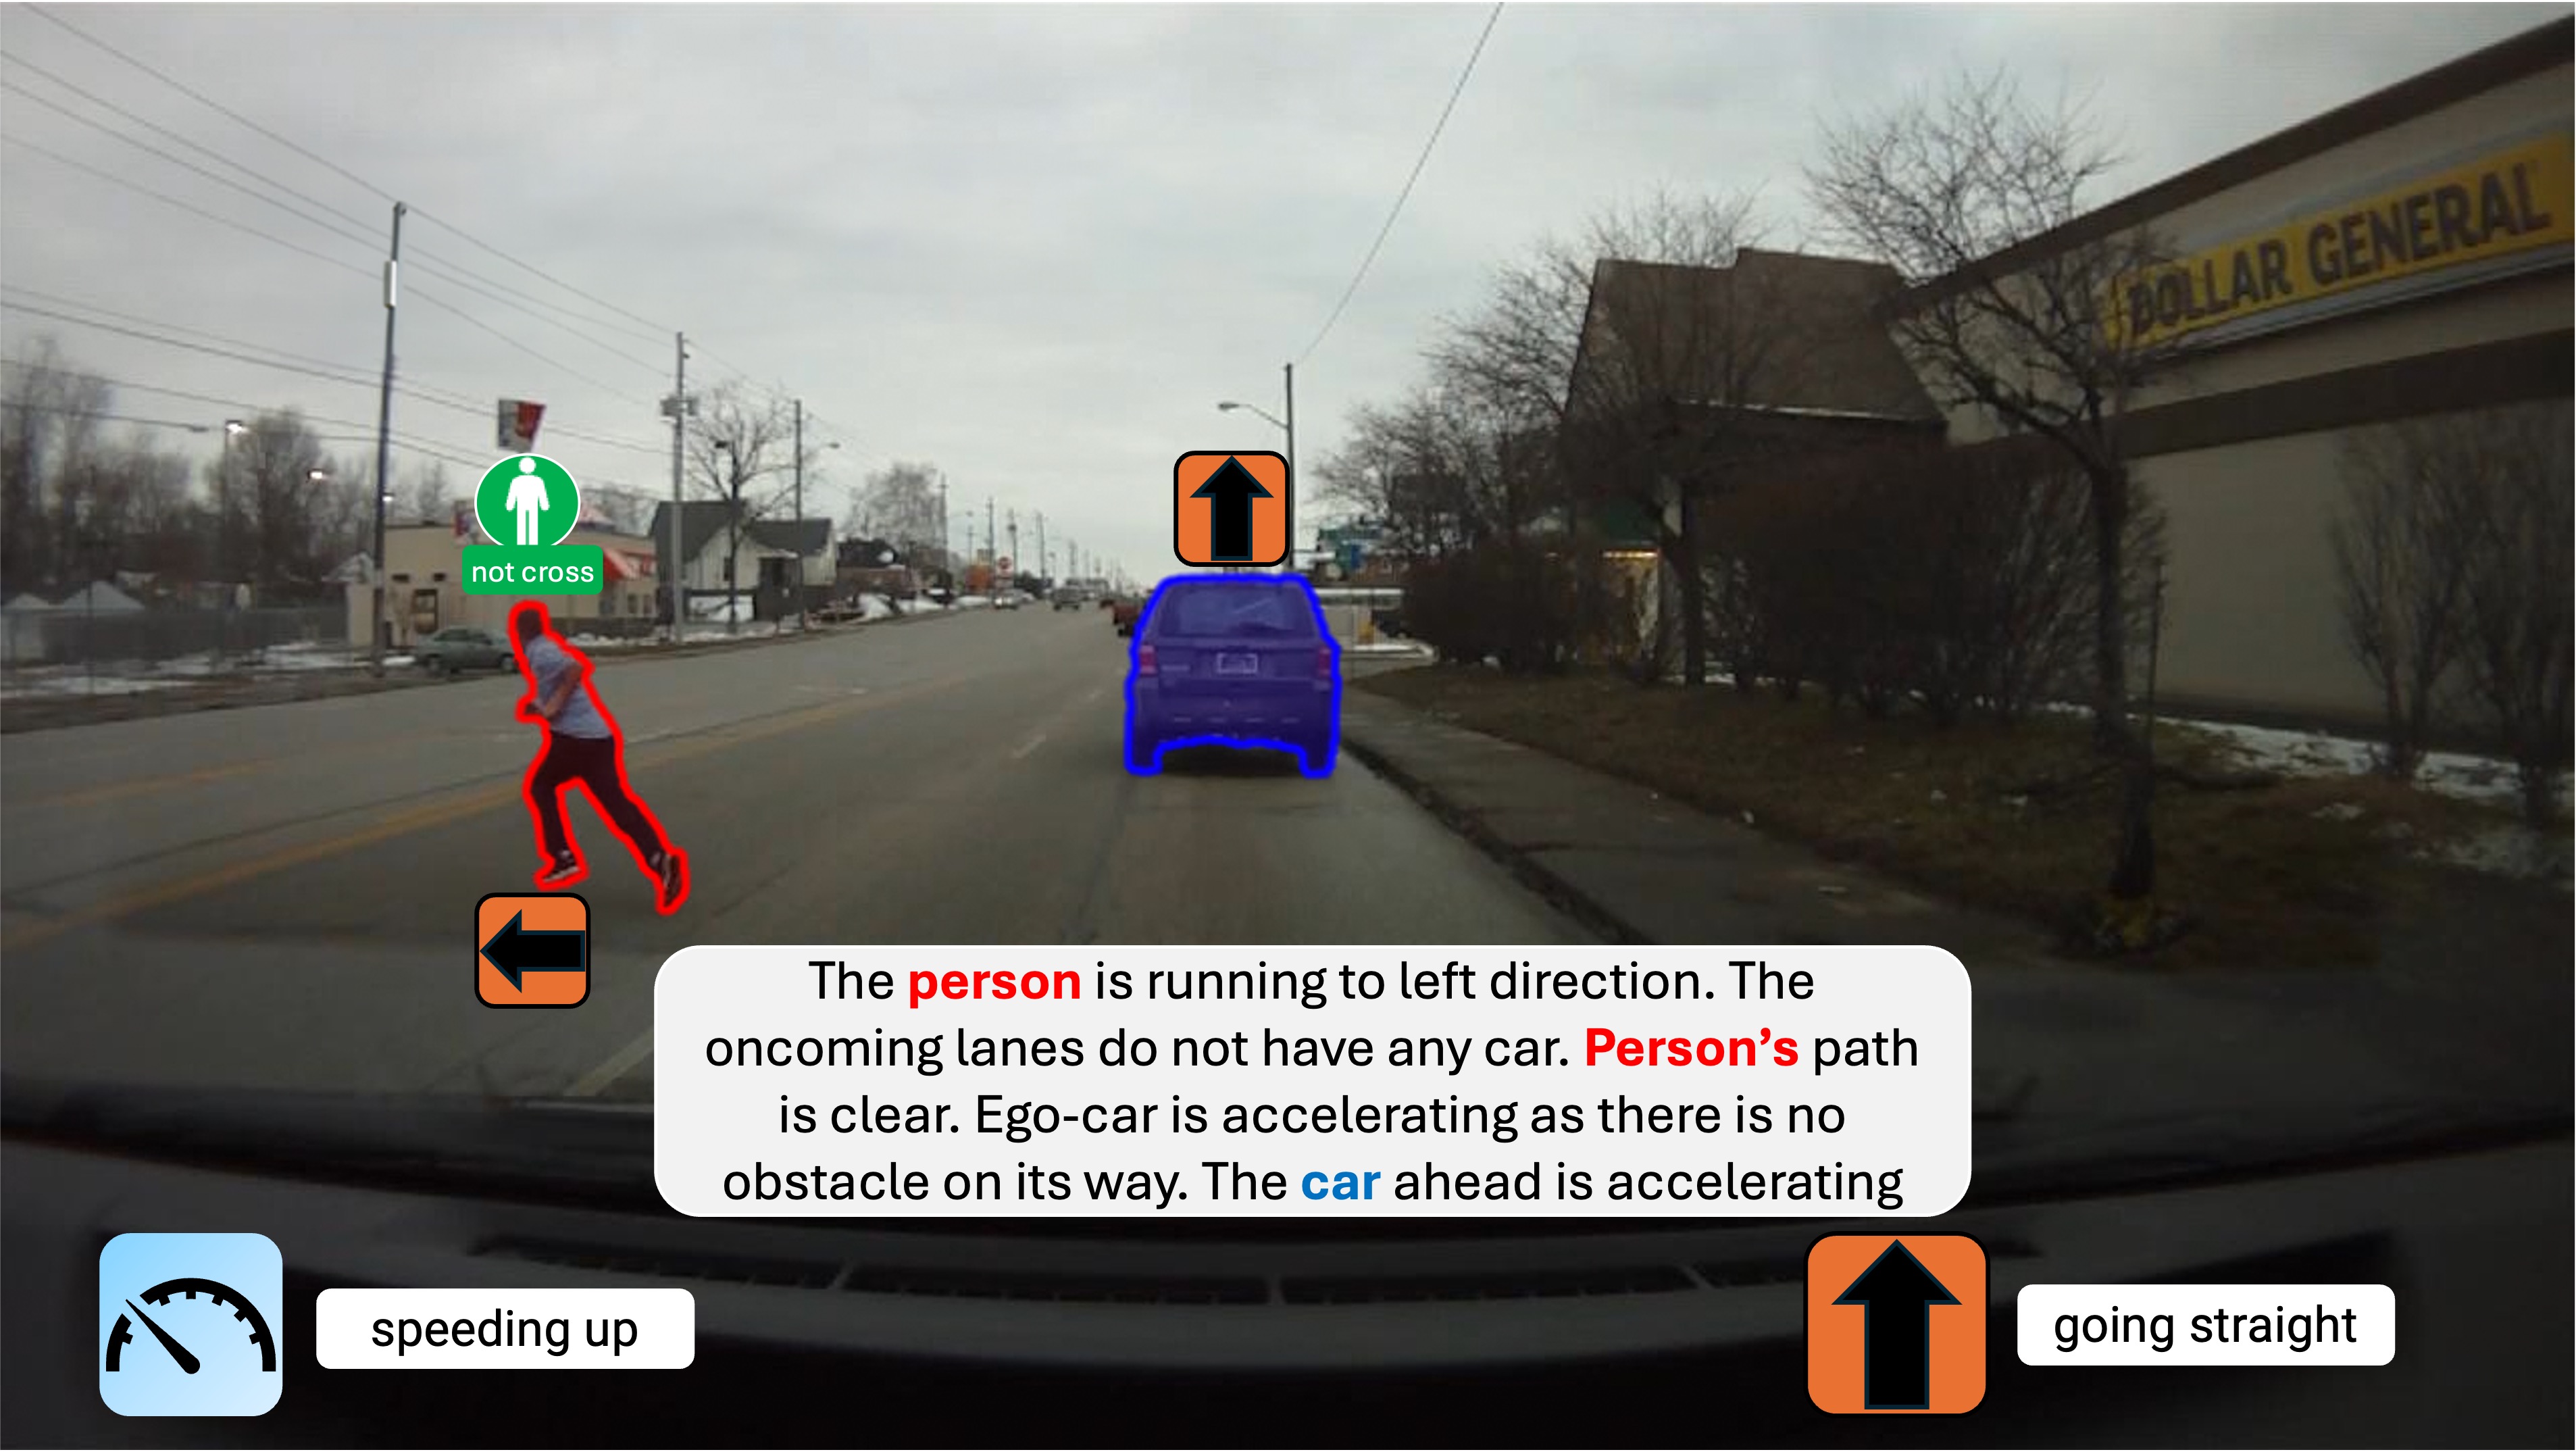 DOLLAR GENERAL
not cross
The person is running to left direction. The
oncoming lanes do not have any car. Person’s path
is clear. Ego-car is accelerating as there is no
obstacle on its way. The car ahead is accelerating
speeding up
going straight